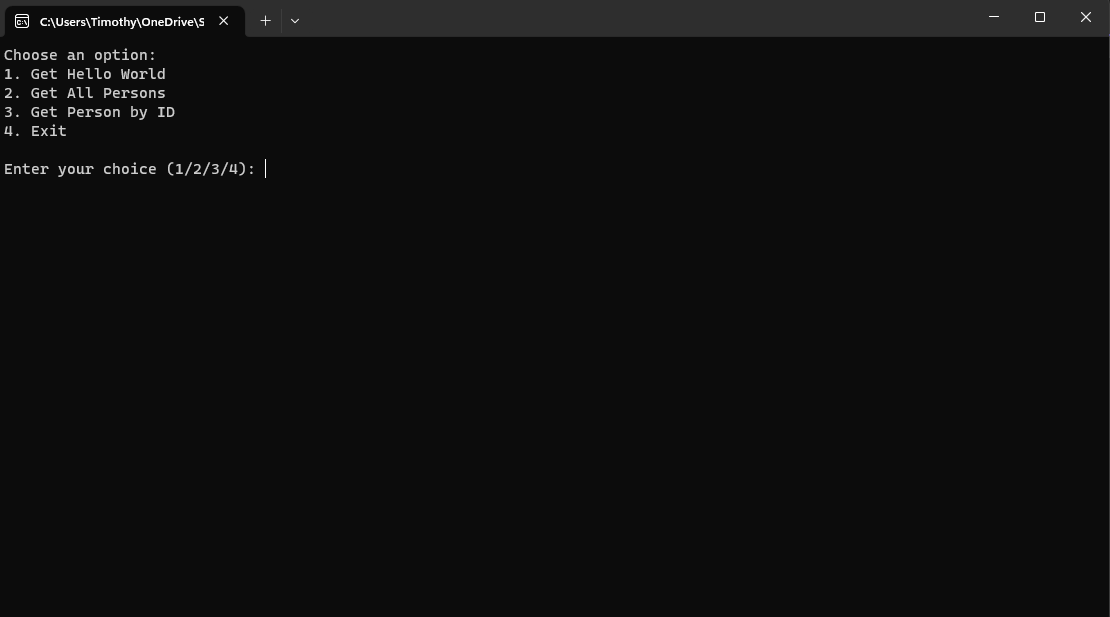 C:\Users\Timothy\OneDrive\S
Choose an option:
1. Get Hello World
2. Get All Persons
3. Get Person by ID
4. Exit
Enter your choice (1/2/3/4):